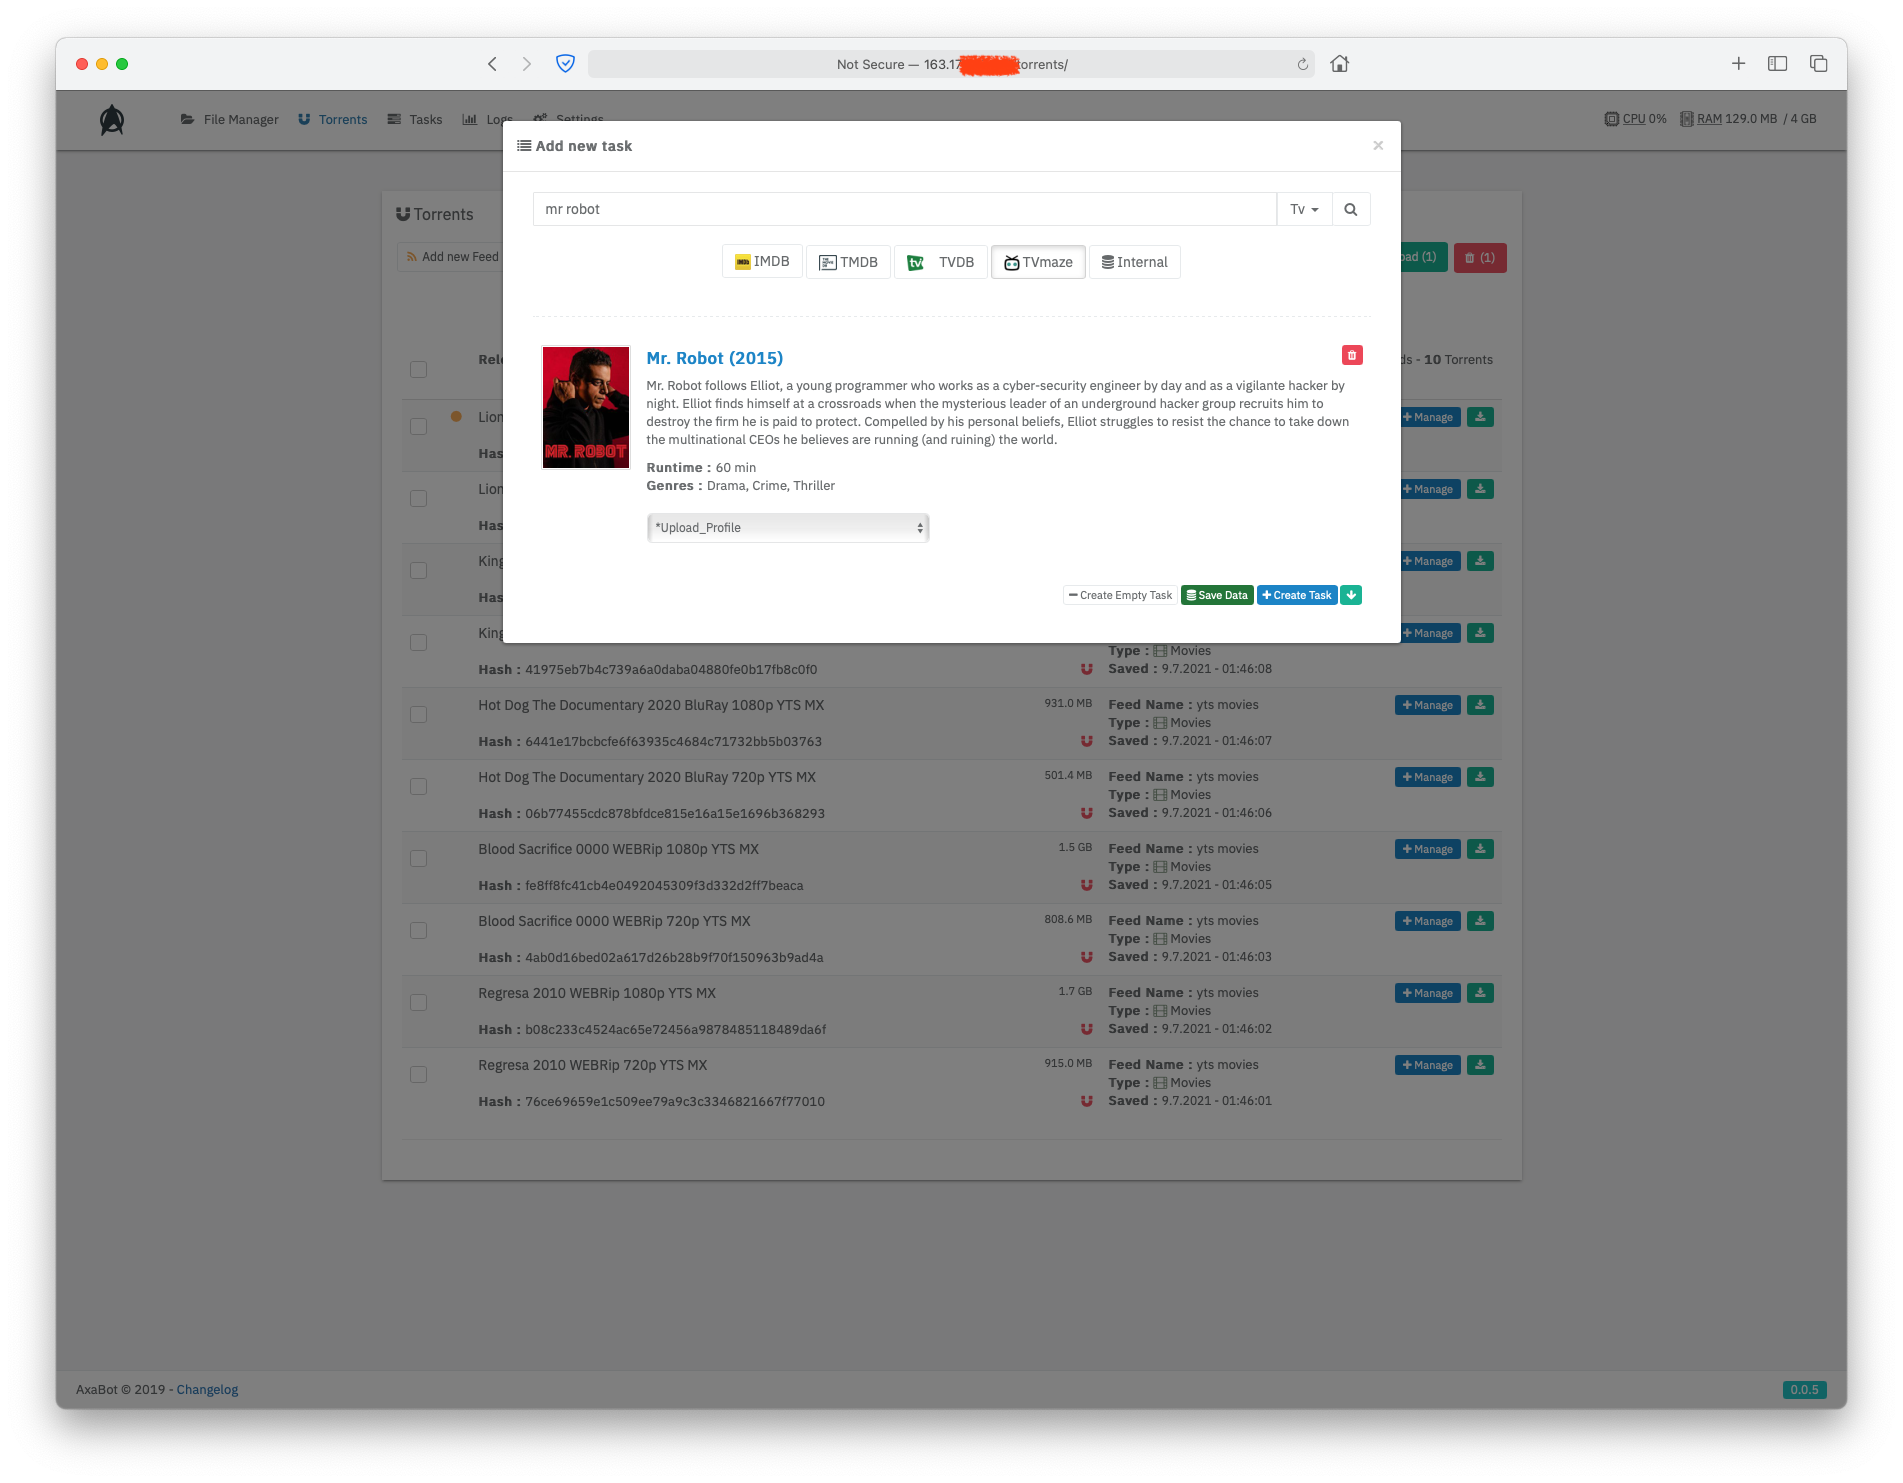 Not Secure — 163.17 torrents/
File Manager Torrents Tasks Logs Settings
CPU 0% RAM 129.0 MB / 4 GB
Add new task ×
mr robot Tv
IMDB TMDB TVDB TVmaze Internal
Torrents
Add new Feed (1) (1)
Mr. Robot (2015)
Mr. Robot follows Elliot, a young programmer who works as a cyber-security engineer by day and as a vigilante hacker by
night. Elliot finds himself at a crossroads when the mysterious leader of an underground hacker group recruits him to
destroy the firm he is paid to protect. Compelled by his personal beliefs, Elliot struggles to resist the chance to take down
the multinational CEOs he believes are running (and ruining) the world.
MR. ROBOT
Runtime : 60 min
Genres : Drama, Crime, Thriller
*Upload_Profile
Create Empty Task Save Data Create Task
- 10 Torrents
Lion
Has
Manage
Lion
Has
Manage
King
Has
Manage
King
Manage
Type : Movies
Hash : 41975eb7b4c739a6a0daba04880fe0b17fb8c0f0
Saved : 9.7.2021 - 01:46:08
Hot Dog The Documentary 2020 BluRay 1080p YTS MX 931.0 MB Feed Name : yts movies Manage
Type : Movies
Hash : 6441e17bcbcfe6f63935c4684c71732bb5b03763 Saved : 9.7.2021 - 01:46:07
Hot Dog The Documentary 2020 BluRay 720p YTS MX 501.4 MB Feed Name : yts movies Manage
Type : Movies
Hash : 06b77455cdc878bfdce815e16a15e1696b368293 Saved : 9.7.2021 - 01:46:06
Blood Sacrifice 0000 WEBRip 1080p YTS MX 1.5 GB Feed Name : yts movies Manage
Type : Movies
Hash : fe8ff8fc41cb4e0492045309f3d332d2ff7beaca Saved : 9.7.2021 - 01:46:05
Blood Sacrifice 0000 WEBRip 720p YTS MX 808.6 MB Feed Name : yts movies Manage
Type : Movies
Hash : 4ab0d16bed02a617d26b28b9f70f150963b9ad4a Saved : 9.7.2021 - 01:46:03
Regresa 2010 WEBRip 1080p YTS MX 1.7 GB Feed Name : yts movies Manage
Type : Movies
Hash : b08c233c4524ac65e72456a9878485118489da6f Saved : 9.7.2021 - 01:46:02
Regresa 2010 WEBRip 720p YTS MX 915.0 MB Feed Name : yts movies Manage
Type : Movies
Hash : 76ce69659e1c509ee79a9c3c3346821667f77010 Saved : 9.7.2021 - 01:46:01
AxaBot © 2019 - Changelog 0.0.5